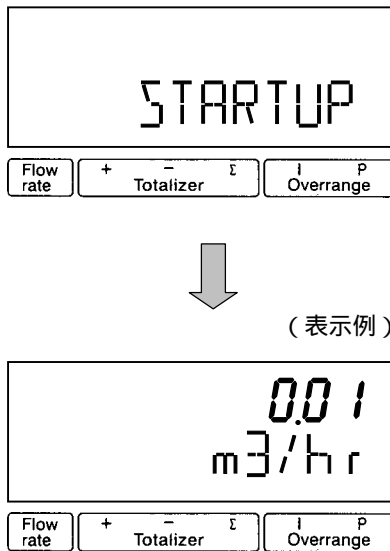 STARTUP
Flow + − Σ I P
rate Totalizer Overrange
(表示例)
0.01
m3/hr
Flow + − Σ I P
rate Totalizer Overrange